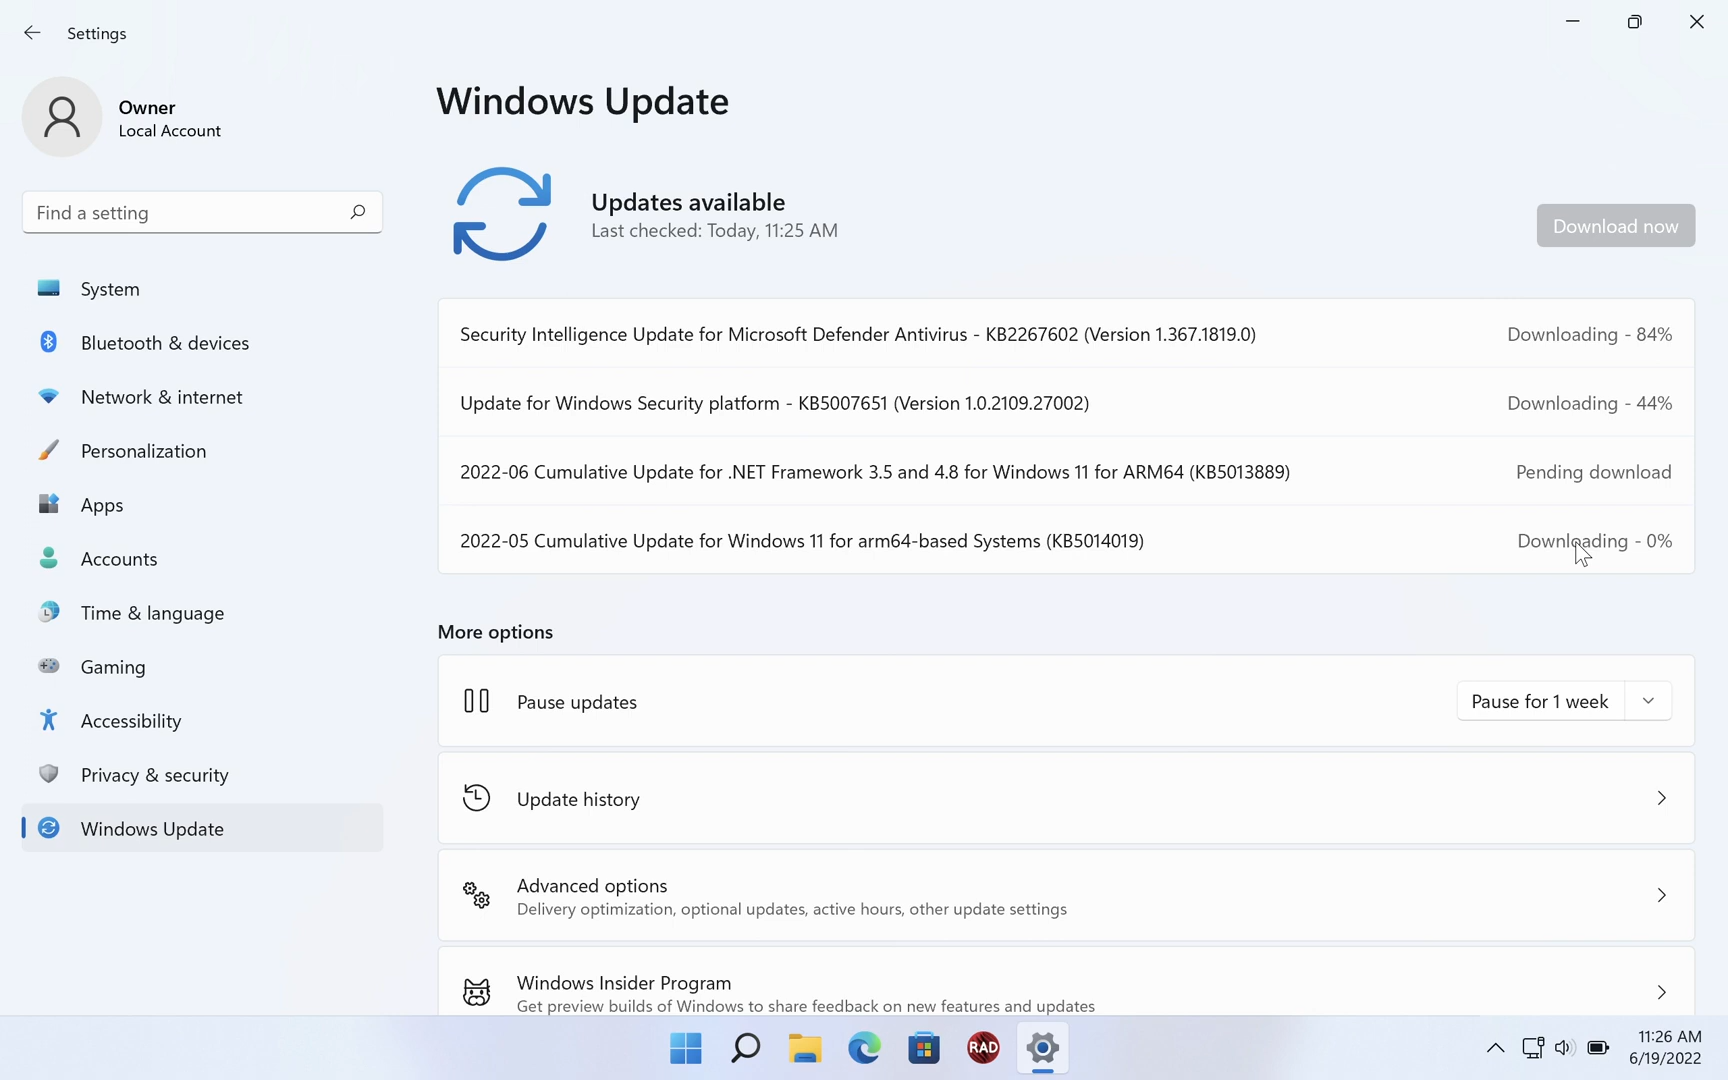 Settings
Owner
Local Account
Find a setting
System
Bluetooth & devices
Network & internet
Personalization
Apps
Accounts
Time & language
Gaming
Accessibility
Privacy & security
Windows Update
Windows Update
Updates available
Last checked: Today, 11:25 AM
Download now
Security Intelligence Update for Microsoft Defender Antivirus - KB2267602 (Version 1.367.1819.0)
Downloading - 84%
Update for Windows Security platform - KB5007651 (Version 1.0.2109.27002)
Downloading - 44%
2022-06 Cumulative Update for .NET Framework 3.5 and 4.8 for Windows 11 for ARM64 (KB5013889)
Pending download
2022-05 Cumulative Update for Windows 11 for arm64-based Systems (KB5014019)
Downloading - 0%
More options
Pause updates
Pause for 1 week
Update history
Advanced options
Delivery optimization, optional updates, active hours, other update settings
Windows Insider Program
Get preview builds of Windows to share feedback on new features and updates
RAD
11:26 AM
6/19/2022